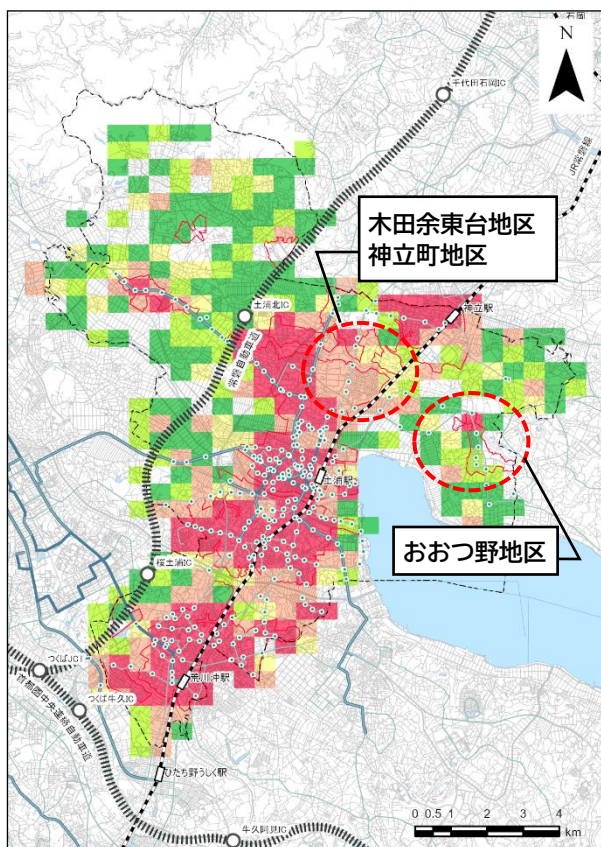 石岡
N
千代田石岡IC
JR常磐線
木田余東台地区
神立町地区
土浦北IC
神立駅
常磐自動車道
土浦駅
おおつ野地区
桜土浦IC
つくばJCT
荒川沖駅
つくば牛久IC
首都圏中央連絡自動車道
ひたち野うしく駅
牛久阿見IC
0 0.5 1 2 3 4
km